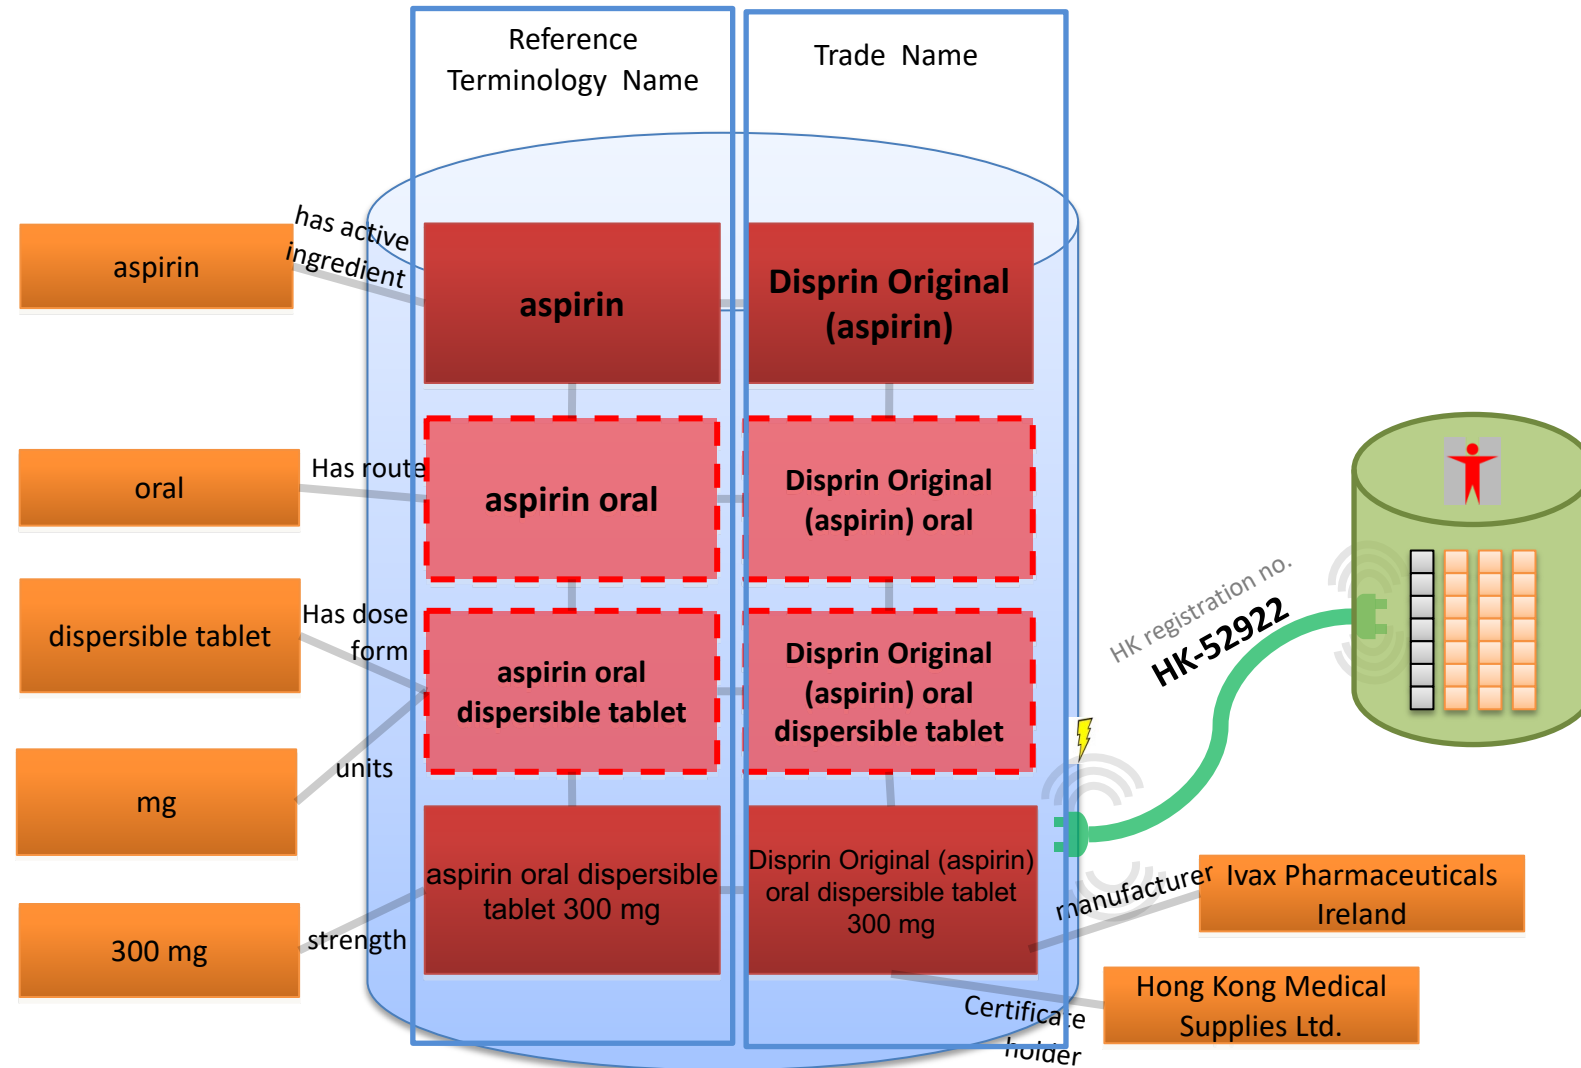 Reference
Terminology Name
Trade Name
aspirin
has active
ingredient
aspirin
Disprin Original
(aspirin)
oral
Has route
aspirin oral
Disprin Original
(aspirin) oral
dispersible tablet
Has dose
form
aspirin oral
dispersible tablet
Disprin Original
(aspirin) oral
dispersible tablet
HK registration no.
HK-52922
mg
units
300 mg
strength
aspirin oral dispersible
tablet 300 mg
Disprin Original (aspirin)
oral dispersible tablet
300 mg
manufacturer
Ivax Pharmaceuticals
Ireland
Certificate
holder
Hong Kong Medical
Supplies Ltd.